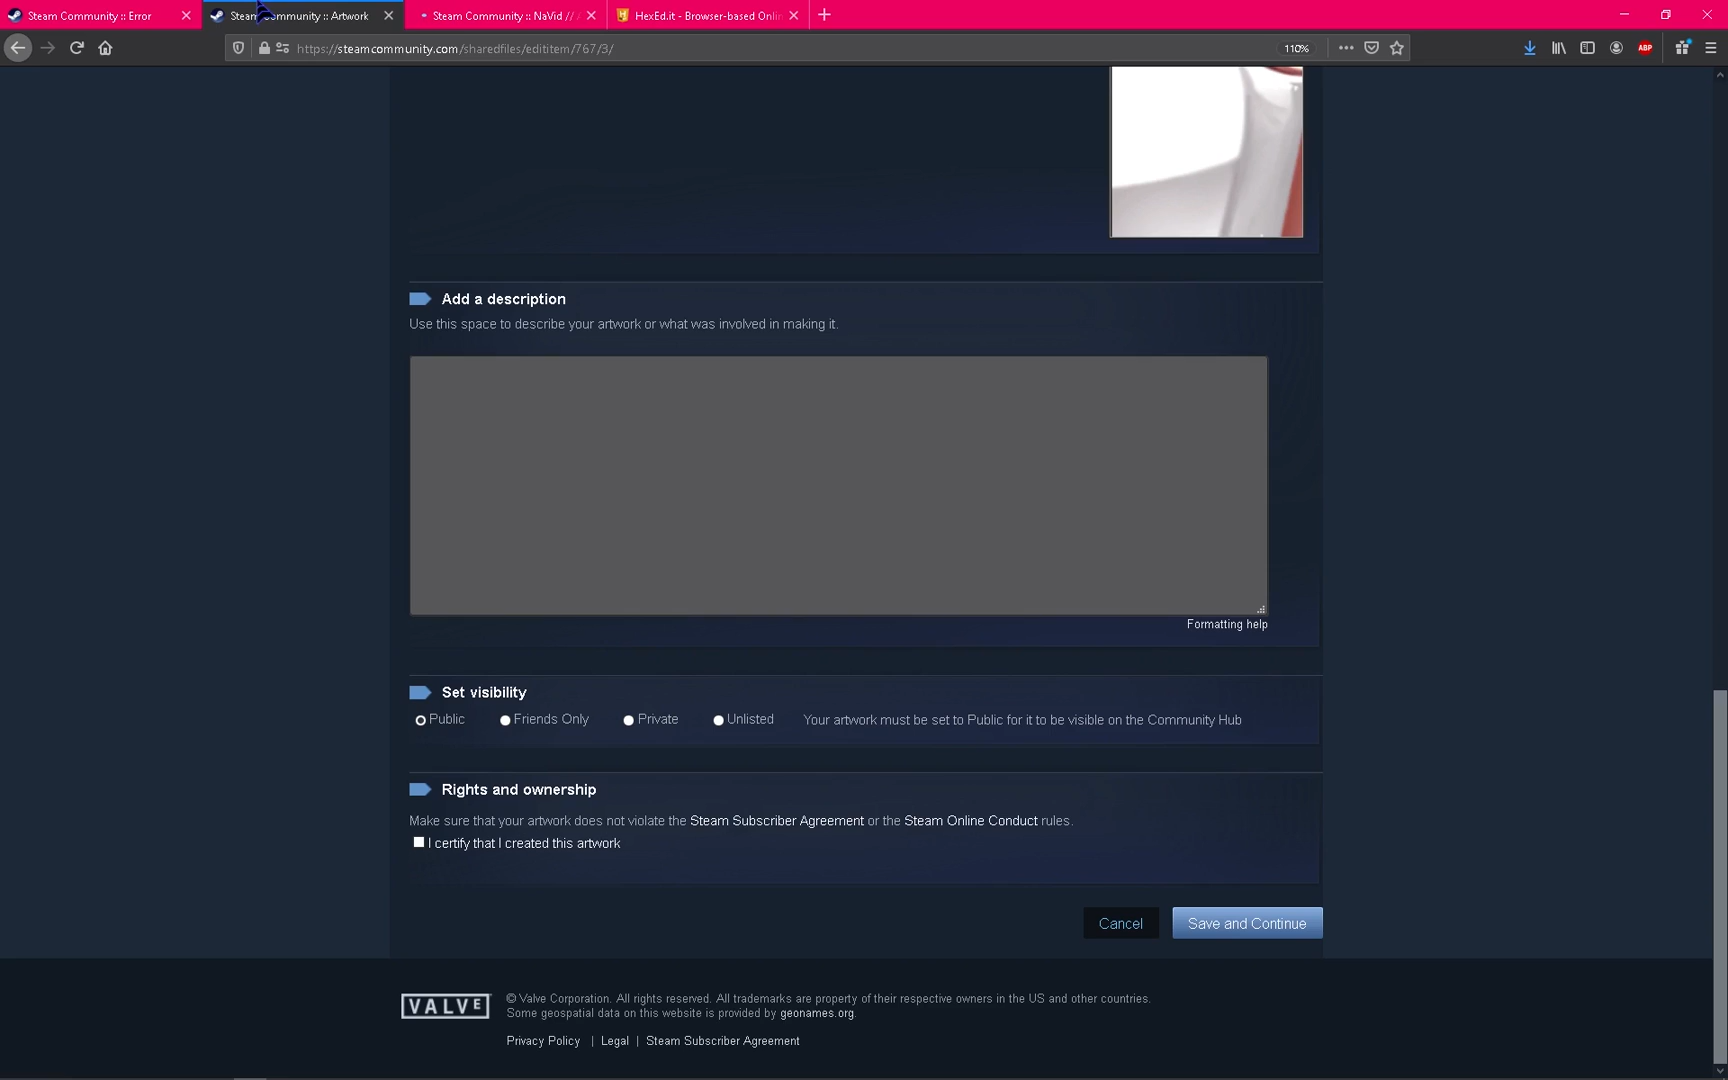 Steam Community :: Error
Steam Community :: Artwork
Steam Community :: NaVid //
HexEd.it - Browser-based Onlin
https://steamcommunity.com/sharedfiles/edititem/767/3/
110%
ABP
Add a description
Use this space to describe your artwork or what was involved in making it.
Formatting help
Set visibility
Public
Friends Only
Private
Unlisted
Your artwork must be set to Public for it to be visible on the Community Hub
Rights and ownership
Make sure that your artwork does not violate the Steam Subscriber Agreement or the Steam Online Conduct rules.
I certify that I created this artwork
Cancel
Save and Continue
VALVE
© Valve Corporation. All rights reserved. All trademarks are property of their respective owners in the US and other countries.
Some geospatial data on this website is provided by geonames.org.
Privacy Policy | Legal | Steam Subscriber Agreement